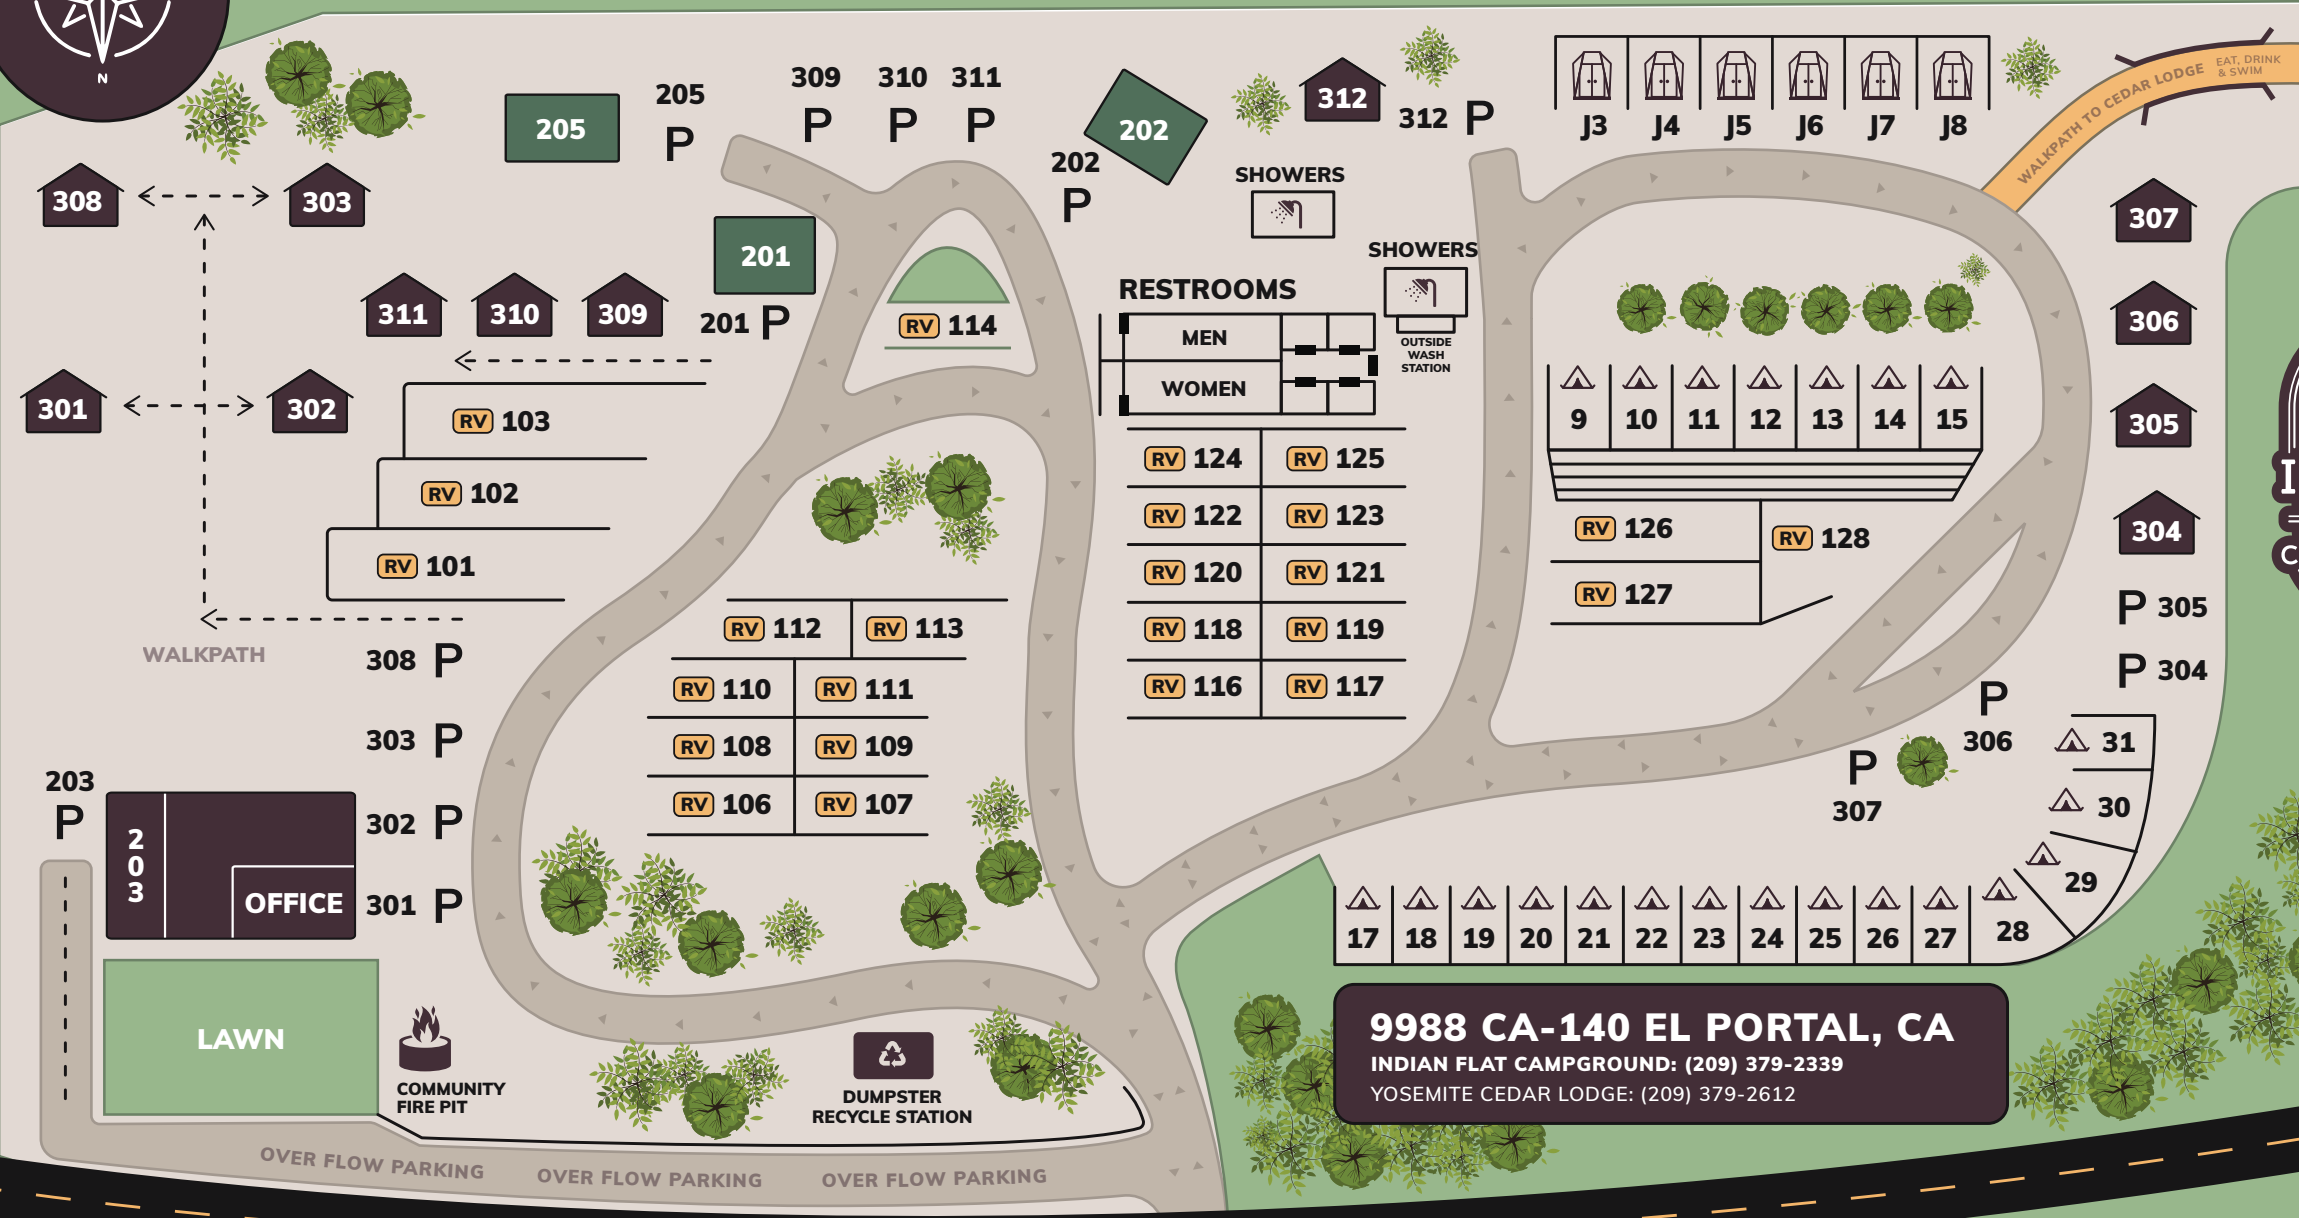 N
205
205
P
309
P
310
P
311
P
202
202
P
312
312 P
SHOWERS
J3
J4
J5
J6
J7
J8
WALKPATH TO CEDAR LODGE
EAT, DRINK
& SWIM
308
303
201
201 P
311
310
309
RV 114
SHOWERS
OUTSIDE
WASH
STATION
RESTROOMS
MEN
WOMEN
307
306
305
304
301
302
RV 103
RV 102
RV 101
9
10
11
12
13
14
15
RV 124
RV 125
RV 122
RV 123
RV 120
RV 121
RV 118
RV 119
RV 116
RV 117
RV 126
RV 128
RV 127
P 305
P 304
WALKPATH
308 P
303 P
302 P
301 P
RV 112
RV 113
RV 110
RV 111
RV 108
RV 109
RV 106
RV 107
P
306
P
307
31
30
29
28
203
P
203
OFFICE
17
18
19
20
21
22
23
24
25
26
27
LAWN
COMMUNITY
FIRE PIT
DUMPSTER
RECYCLE STATION
9988 CA-140 EL PORTAL, CA
INDIAN FLAT CAMPGROUND: (209) 379-2339
YOSEMITE CEDAR LODGE: (209) 379-2612
OVER FLOW PARKING
OVER FLOW PARKING
OVER FLOW PARKING